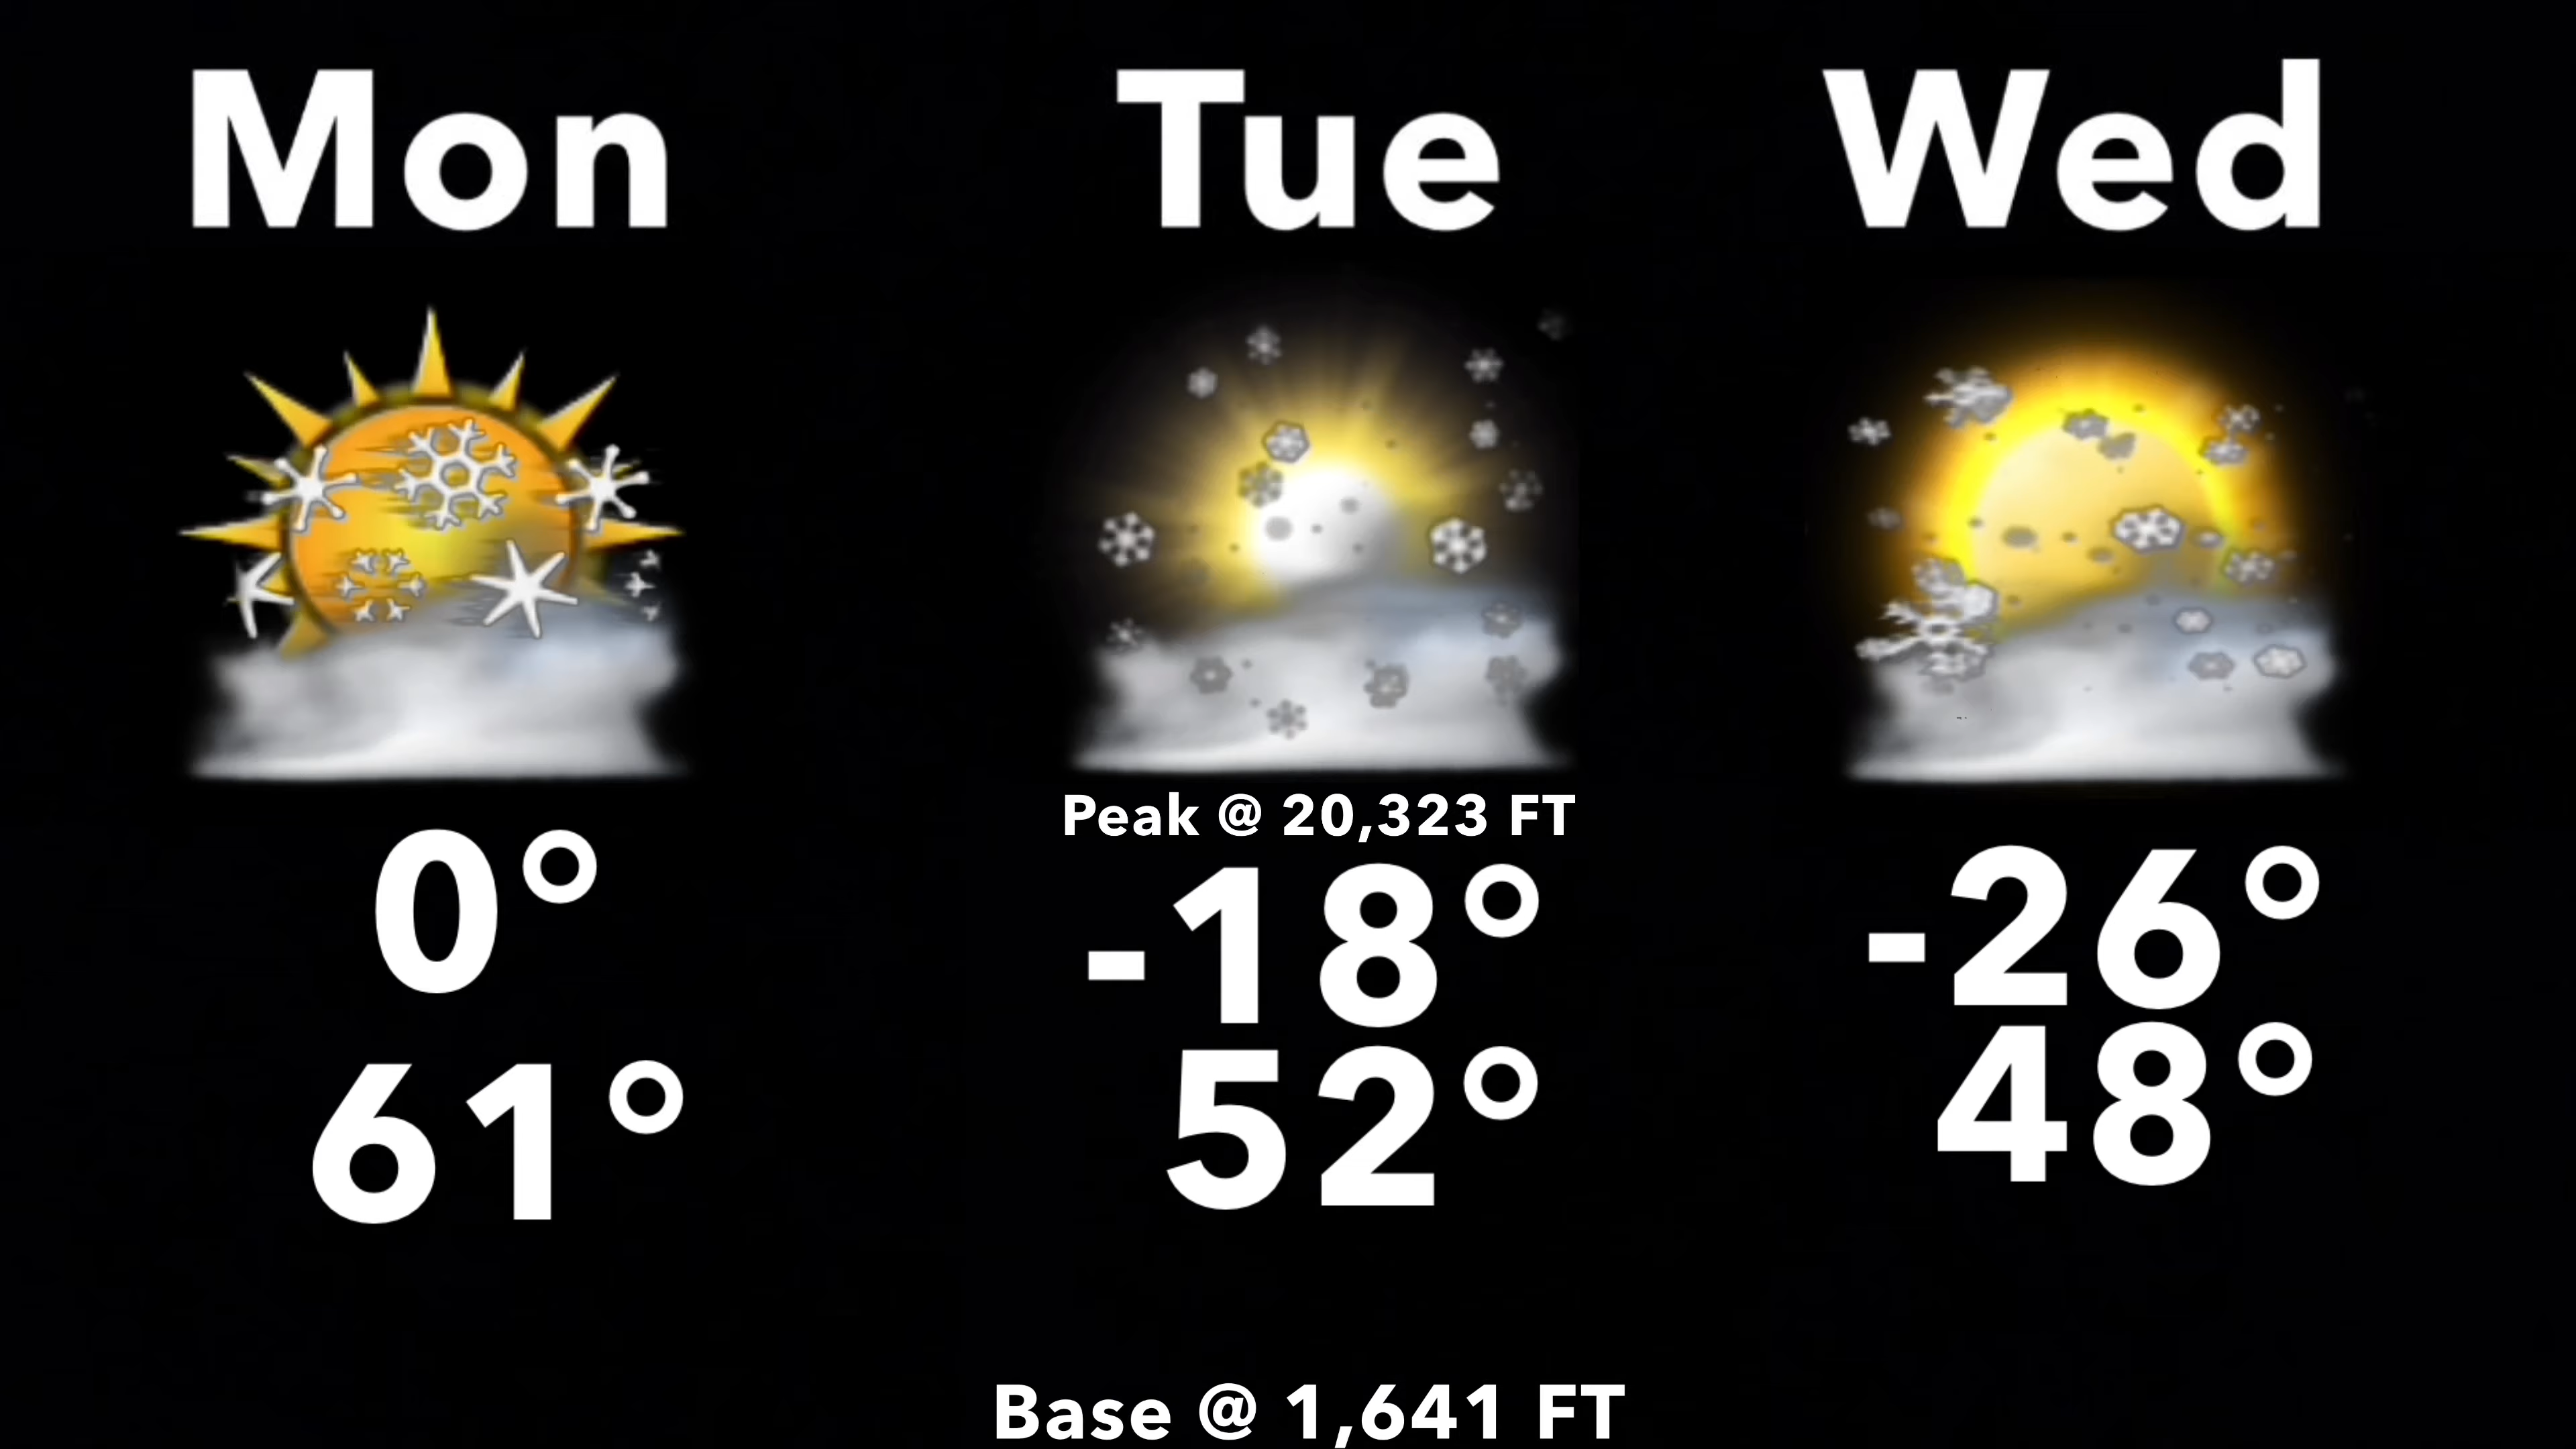 Mon Tue Wed
Peak @ 20,323 FT
0° -18° -26°
61° 52° 48°
Base @ 1,641 FT